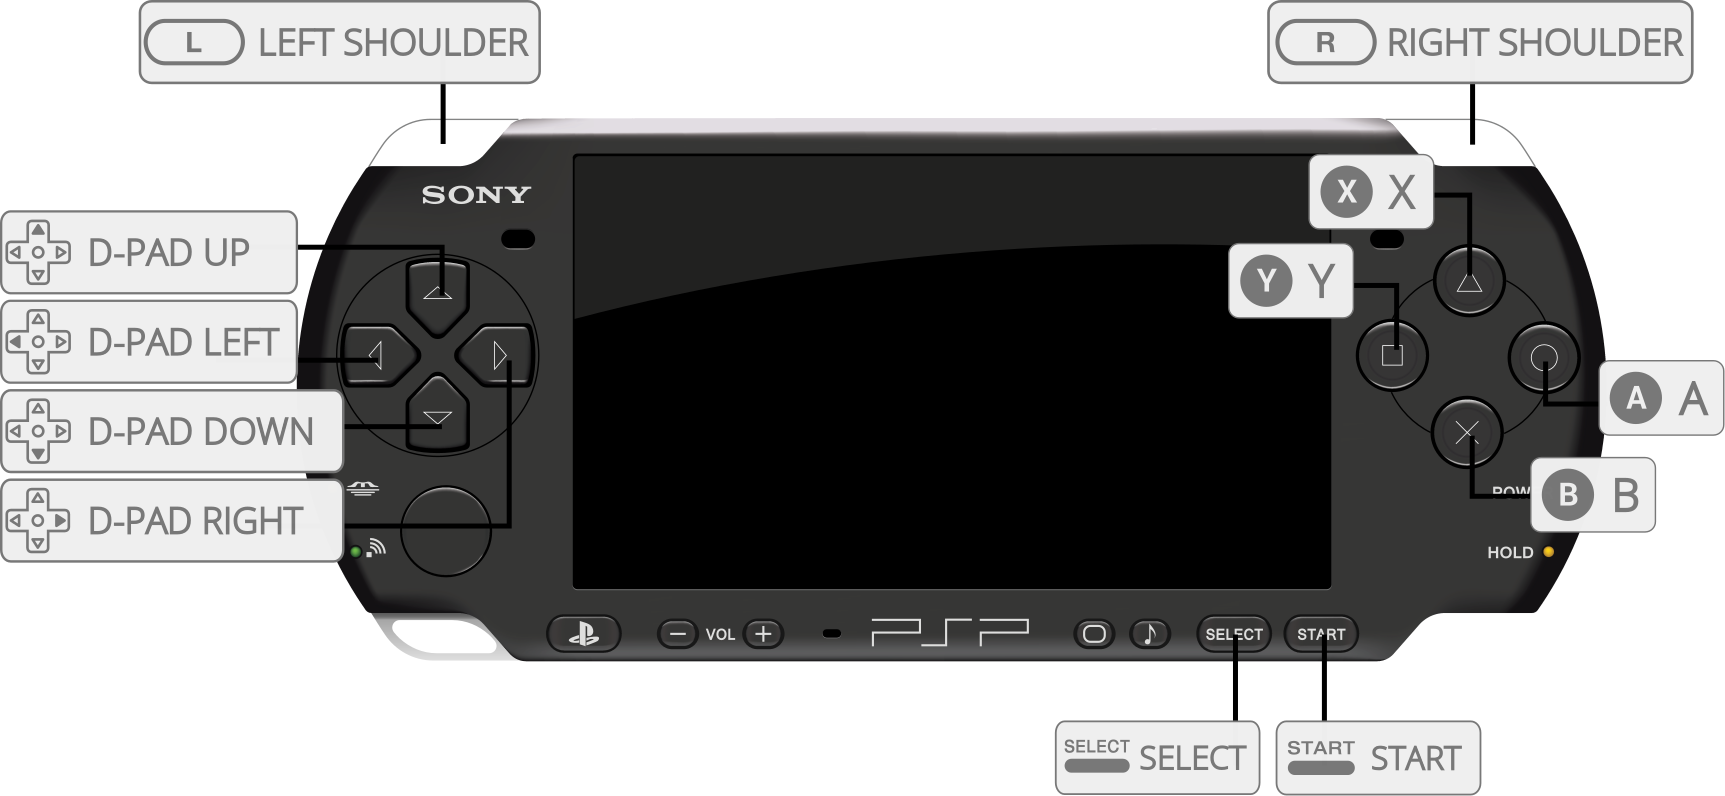 L LEFT SHOULDER
R RIGHT SHOULDER
SONY
X X
D-PAD UP
Y Y
D-PAD LEFT
A A
D-PAD DOWN
B B
D-PAD RIGHT
HOLD
VOL
PSP
SELECT
START
SELECT SELECT
START START